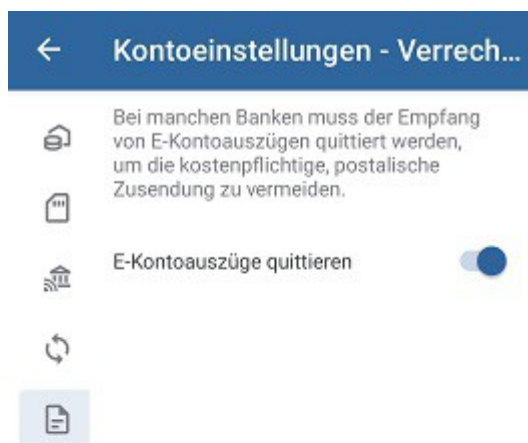 Kontoeinstellungen - Verrech...
Bei manchen Banken muss der Empfang
von E-Kontoauszügen quittiert werden,
um die kostenpflichtige, postalische
Zusendung zu vermeiden.
E-Kontoauszüge quittieren